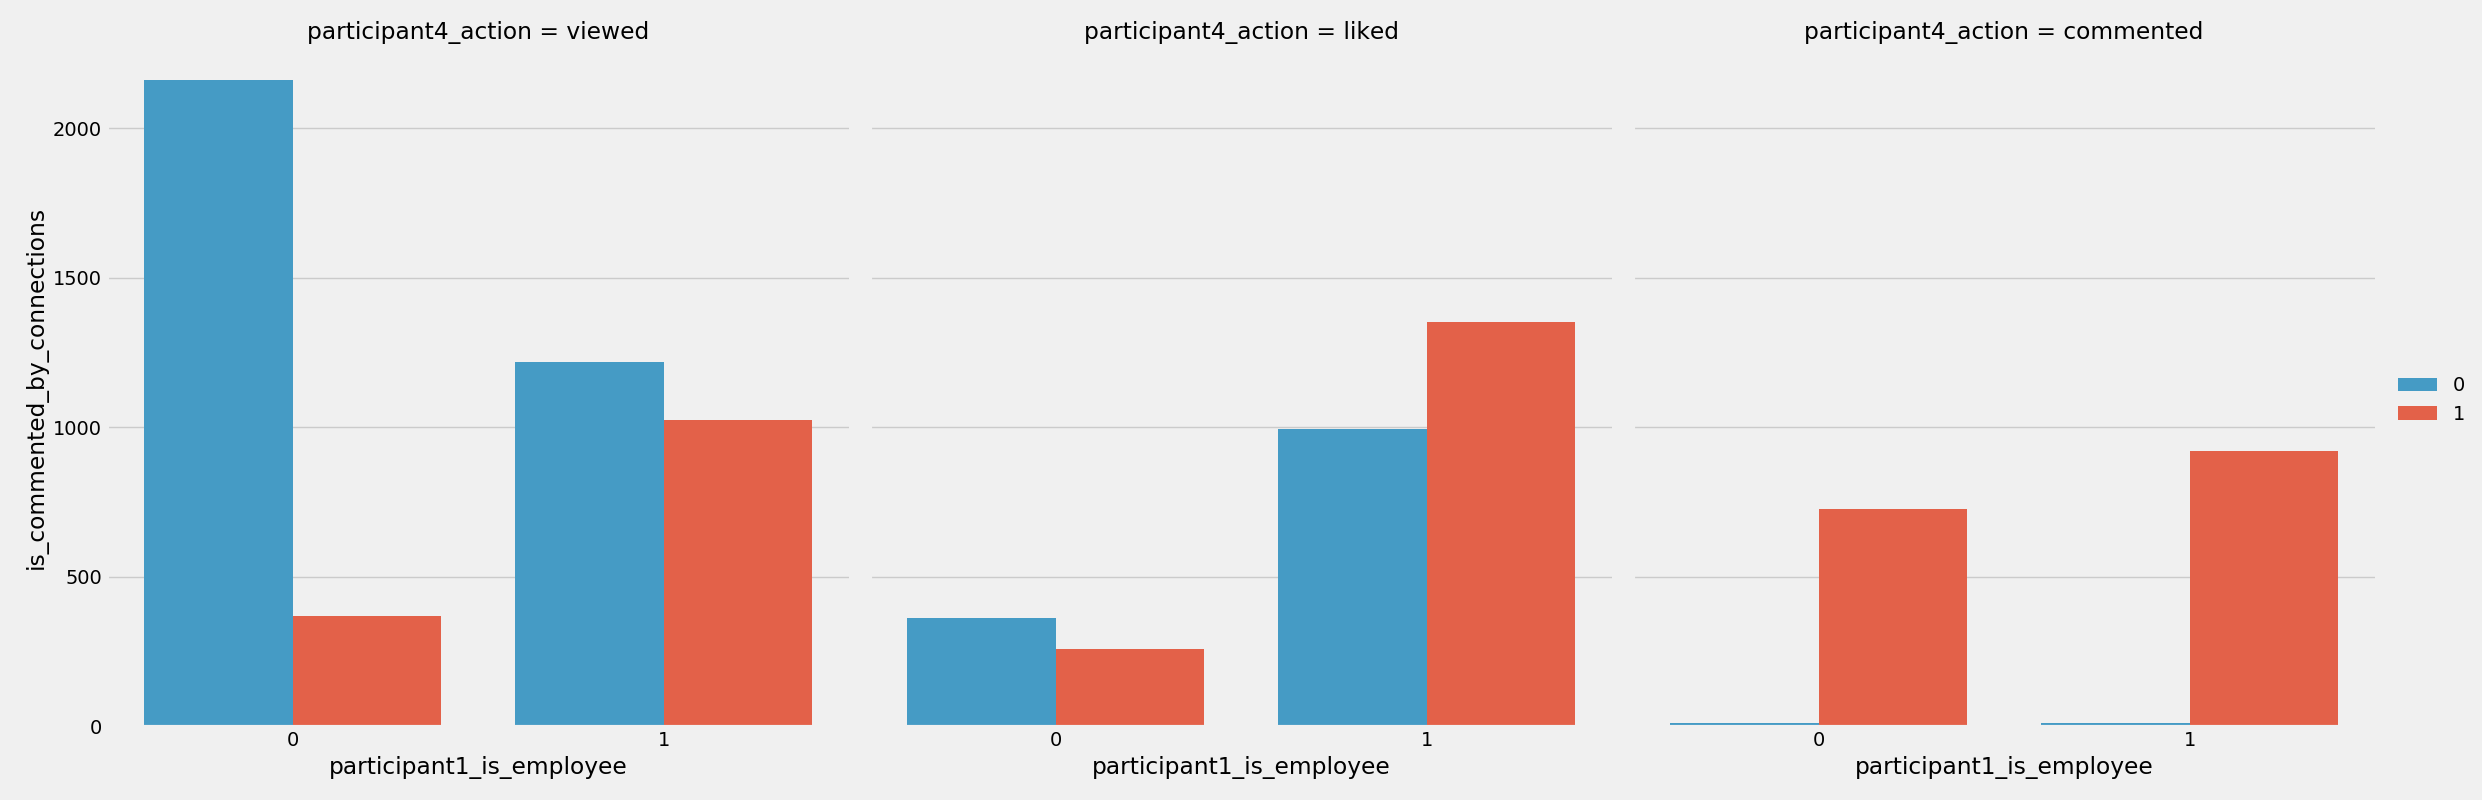 participant4_action = viewed
participant4_action = liked
participant4_action = commented
is_commented_by_connections
2000
1500
1000
500
0
0 1
0 1
0 1
participant1_is_employee
participant1_is_employee
participant1_is_employee
0
1